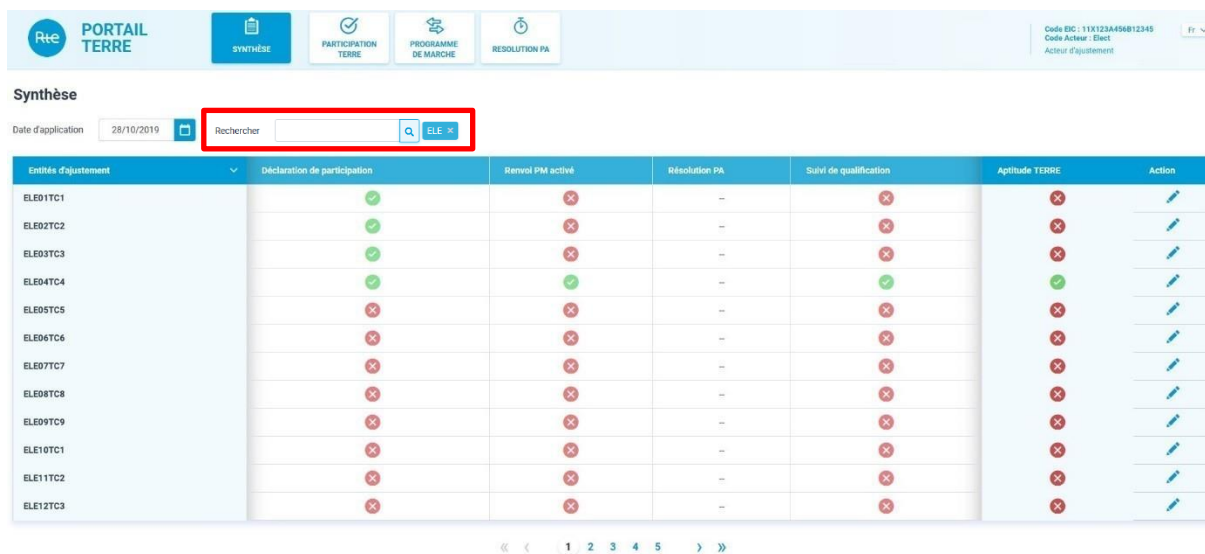 Rte PORTAIL TERRE
SYNTHÈSE
PARTICIPATION TERRE
PROGRAMME DE MARCHE
RESOLUTION PA
Code EIC : 11X123A456B12345
Code Acteur : Elect
Acteur d'ajustement
Fr
Synthèse
Date d'application 28/10/2019 Rechercher ELE ×
Entités d'ajustement Déclaration de participation Renvoi PM activé Résolution PA Suivi de qualification Aptitude TERRE Action
ELE01TC1 --
ELE02TC2 --
ELE03TC3 --
ELE04TC4 --
ELE05TC5 --
ELE06TC6 --
ELE07TC7 --
ELE08TC8 --
ELE09TC9 --
ELE10TC1 --
ELE11TC2 --
ELE12TC3 --
« ‹ 1 2 3 4 5 › »